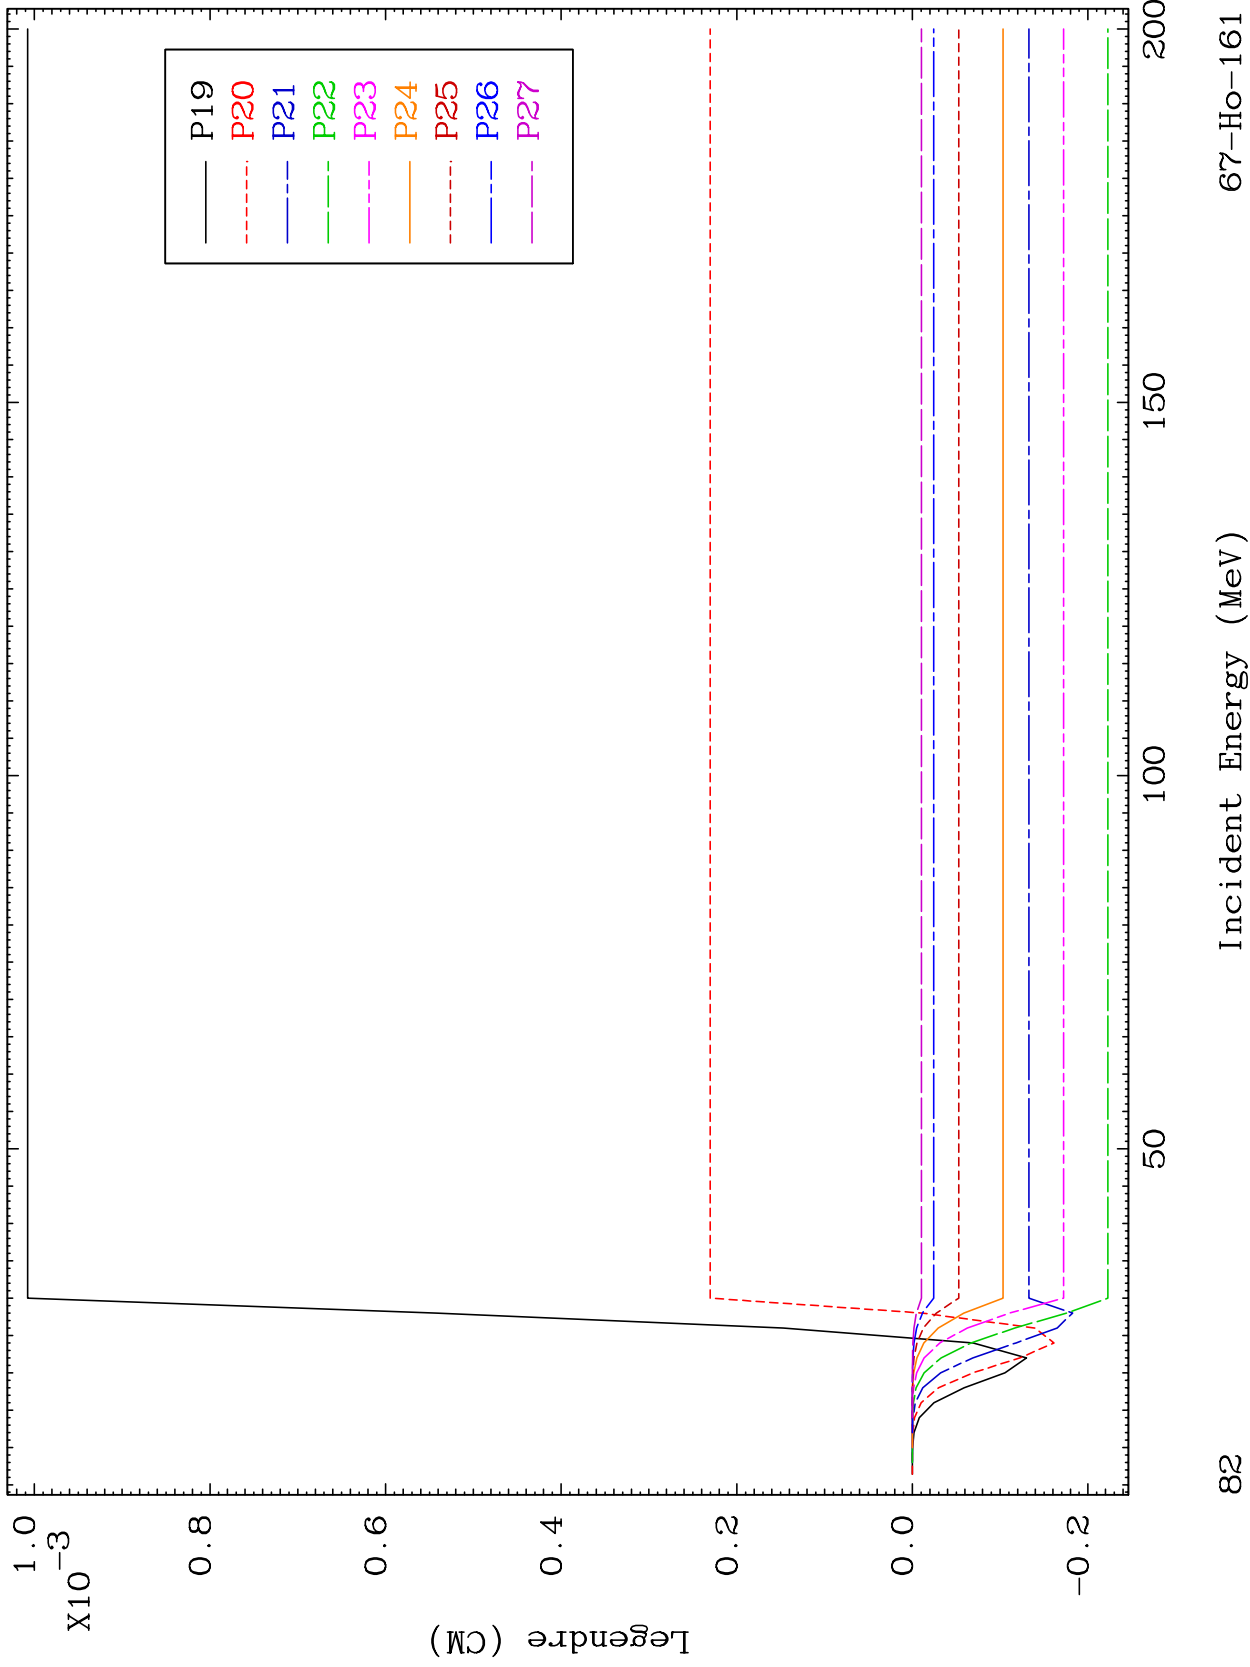 1.0
X10
-3
0.8
0.6
0.4
0.2
0.0
-0.2
Legendre (CM)
P19
P20
P21
P22
P23
P24
P25
P26
P27
50
100
150
200
Incident Energy (MeV)
82
67-Ho-161